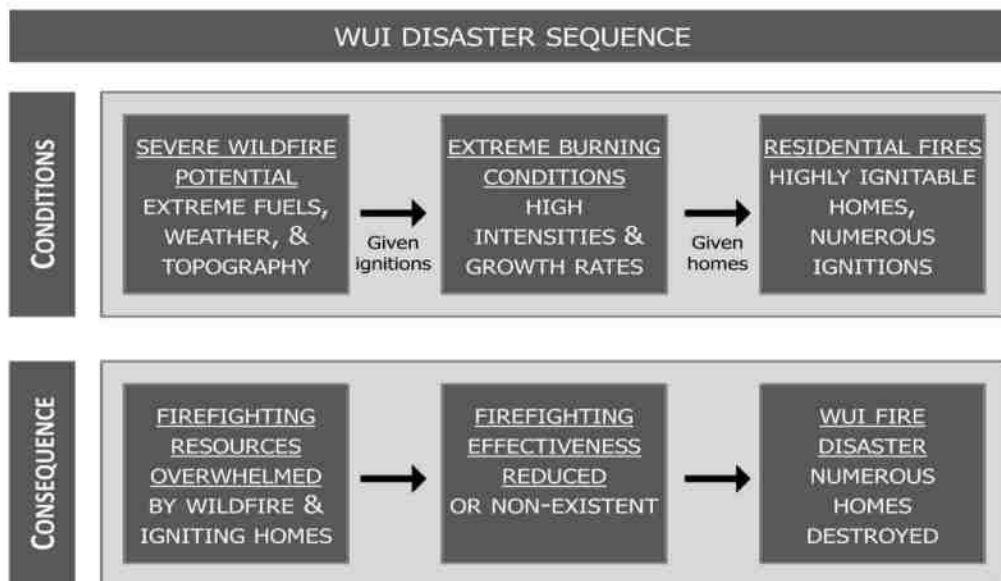 WUI DISASTER SEQUENCE
CONDITIONS
SEVERE WILDFIRE
POTENTIAL
EXTREME FUELS,
WEATHER, &
TOPOGRAPHY
Given
ignitions
EXTREME BURNING
CONDITIONS
HIGH
INTENSITIES &
GROWTH RATES
Given
homes
RESIDENTIAL FIRES
HIGHLY IGNITABLE
HOMES,
NUMEROUS
IGNITIONS
CONSEQUENCE
FIREFIGHTING
RESOURCES
OVERWHELMED
BY WILDFIRE &
IGNITING HOMES
FIREFIGHTING
EFFECTIVENESS
REDUCED
OR NON-EXISTENT
WUI FIRE
DISASTER
NUMEROUS
HOMES
DESTROYED